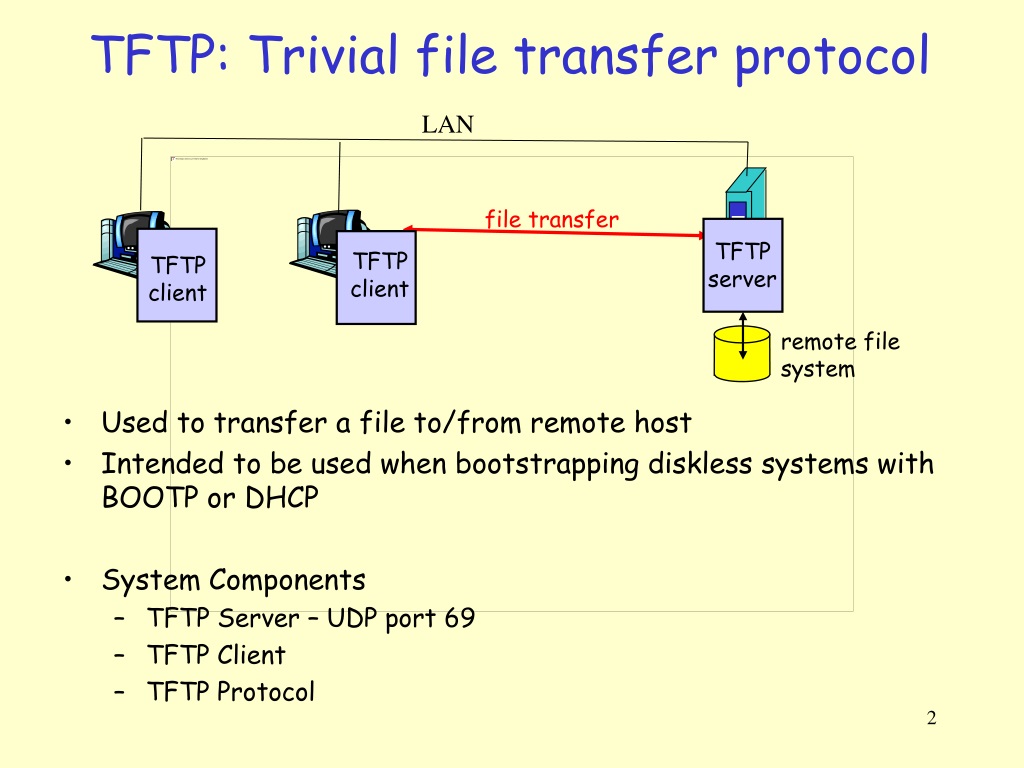 TFTP: Trivial file transfer protocol
LAN
file transfer
TFTP
client
TFTP
client
TFTP
server
remote file
system
• Used to transfer a file to/from remote host
• Intended to be used when bootstrapping diskless systems with
BOOTP or DHCP
• System Components
– TFTP Server – UDP port 69
– TFTP Client
– TFTP Protocol
2